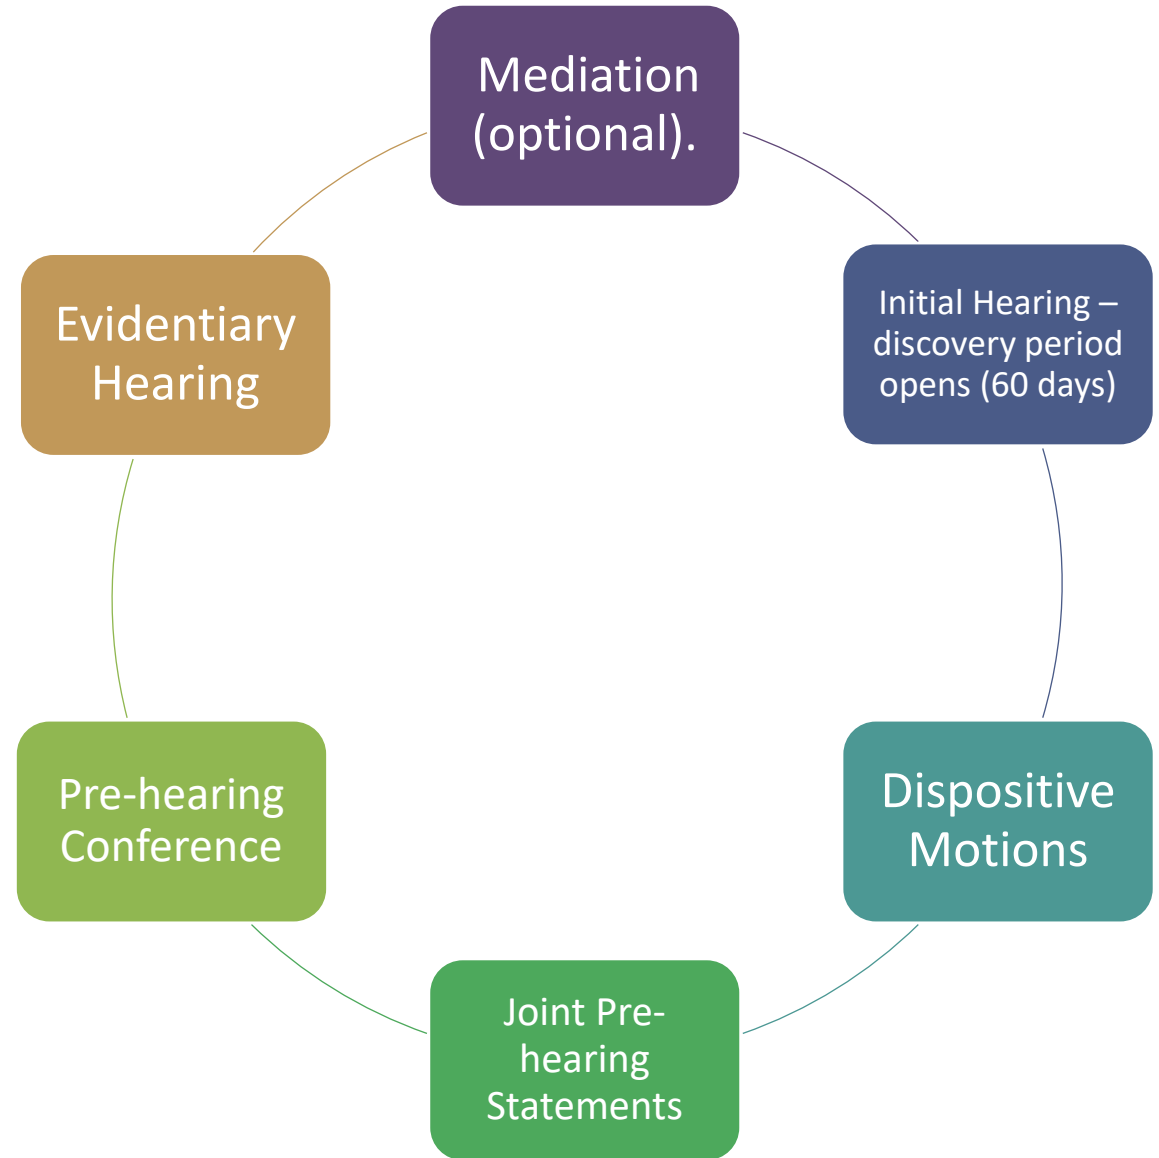 Mediation
(optional).
Initial Hearing –
discovery period
opens (60 days)
Dispositive
Motions
Joint Pre-
hearing
Statements
Pre-hearing
Conference
Evidentiary
Hearing